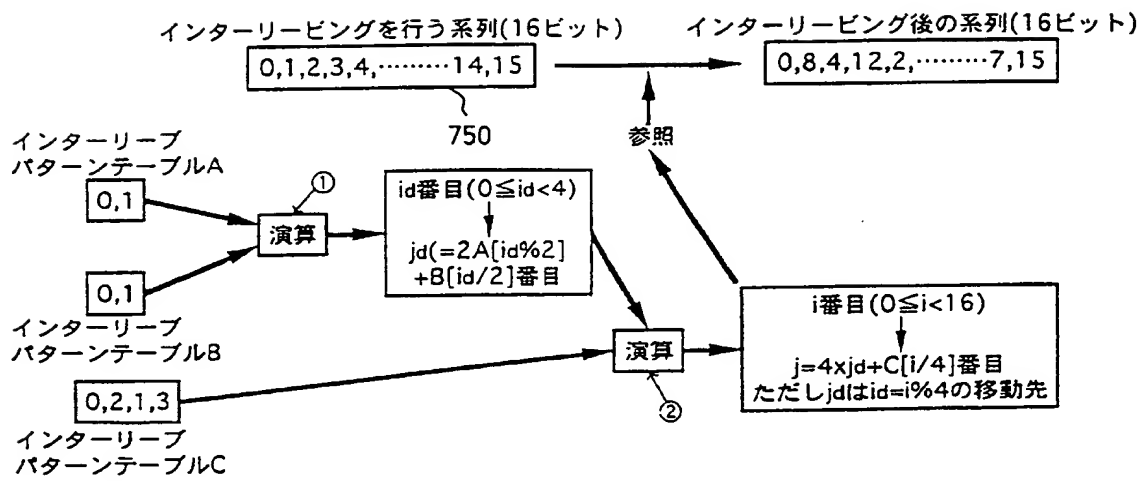 インターリービングを行う系列(16ビット)
0,1,2,3,4,………14,15
750
インターリービング後の系列(16ビット)
0,8,4,12,2,………7,15
参照
インターリーブ
パターンテーブルA
0,1
①
演算
id番目(0≦id<4)
jd(=2A[id%2]
+B[id/2]番目
0,1
インターリーブ
パターンテーブルB
演算
②
i番目(0≦i<16)
j=4xjd+C[i/4]番目
ただしjdはid=i%4の移動先
0,2,1,3
インターリーブ
パターンテーブルC